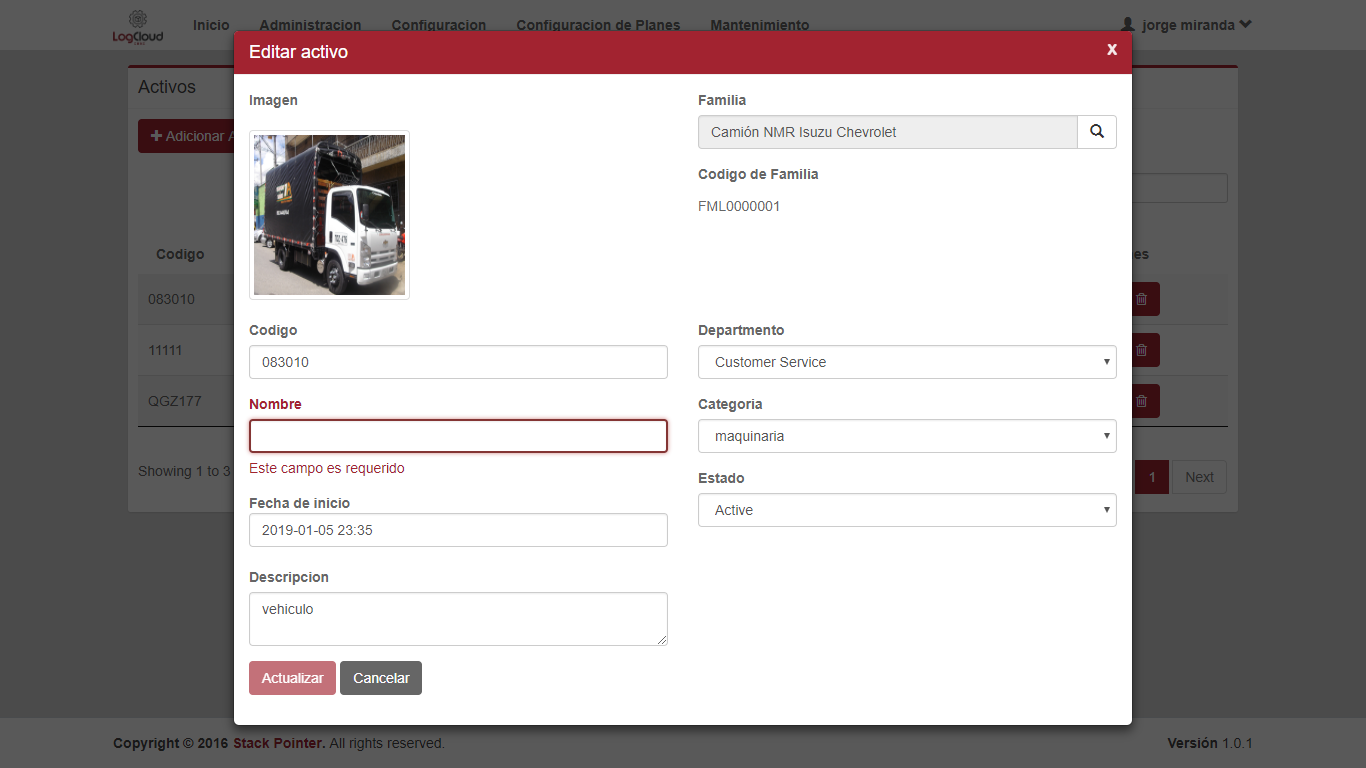 LogCloud
Inicio Administracion Configuracion Configuracion de Planes Mantenimiento jorge miranda
Editar activo x
Activos
Adicionar A
Imagen
Familia
Camión NMR Isuzu Chevrolet
Codigo de Familia
FML0000001
Codigo
es
083010
11111
QGZ177
Showing 1 to 3
1 Next
Codigo
083010
Nombre
Este campo es requerido
Fecha de inicio
2019-01-05 23:35
Descripcion
vehiculo
Departmento
Customer Service
Categoria
maquinaria
Estado
Active
Actualizar Cancelar
Copyright © 2016 Stack Pointer. All rights reserved.
Versión 1.0.1